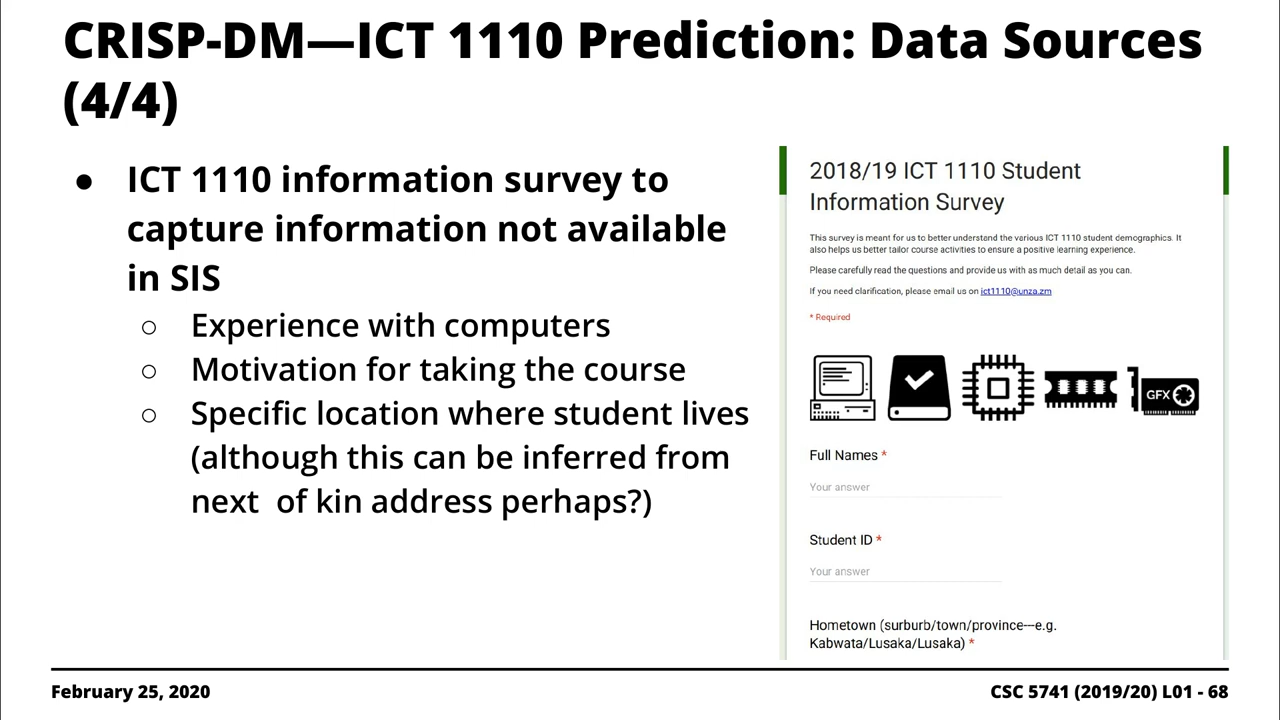 CRISP-DM—ICT 1110 Prediction: Data Sources
(4/4)
● ICT 1110 information survey to
capture information not available
in SIS
○ Experience with computers
○ Motivation for taking the course
○ Specific location where student lives
(although this can be inferred from
next  of kin address perhaps?)
2018/19 ICT 1110 Student
Information Survey
This survey is meant for us to better understand the various ICT 1110 student demographics. It
also helps us better tailor course activities to ensure a positive learning experience.
Please carefully read the questions and provide us with as much detail as you can.
If you need clarification, please email us on ict1110@unza.zm
* Required
GFX
Full Names *
Your answer
Student ID *
Your answer
Hometown (surburb/town/province---e.g.
Kabwata/Lusaka/Lusaka) *
February 25, 2020
CSC 5741 (2019/20) L01 - 68